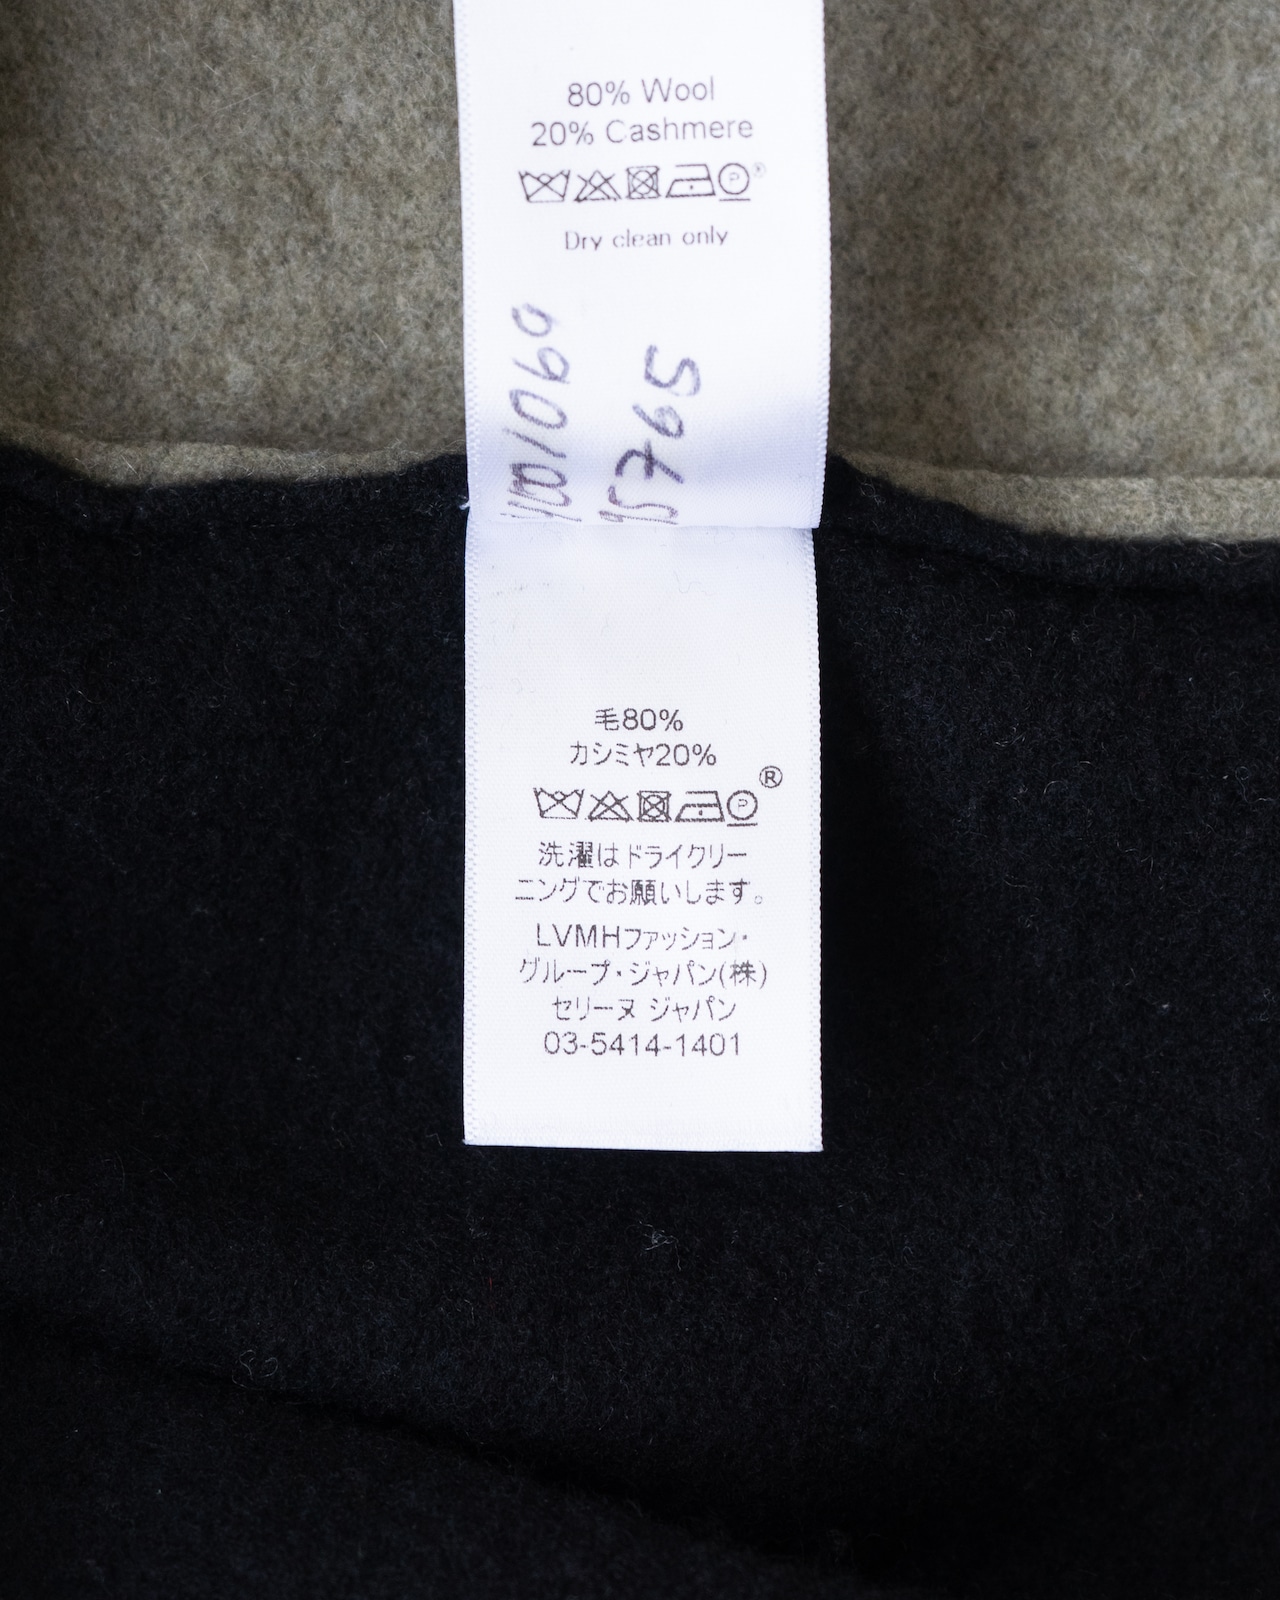 80% Wool
20% Cashmere
P ®
Dry clean only
4001060
45765
毛80%
カシミヤ20%
P ®
洗濯はドライクリー
ニングでお願いします。
LVMHファッション・
グループ・ジャパン(株)
セリーヌ ジャパン
03-5414-1401